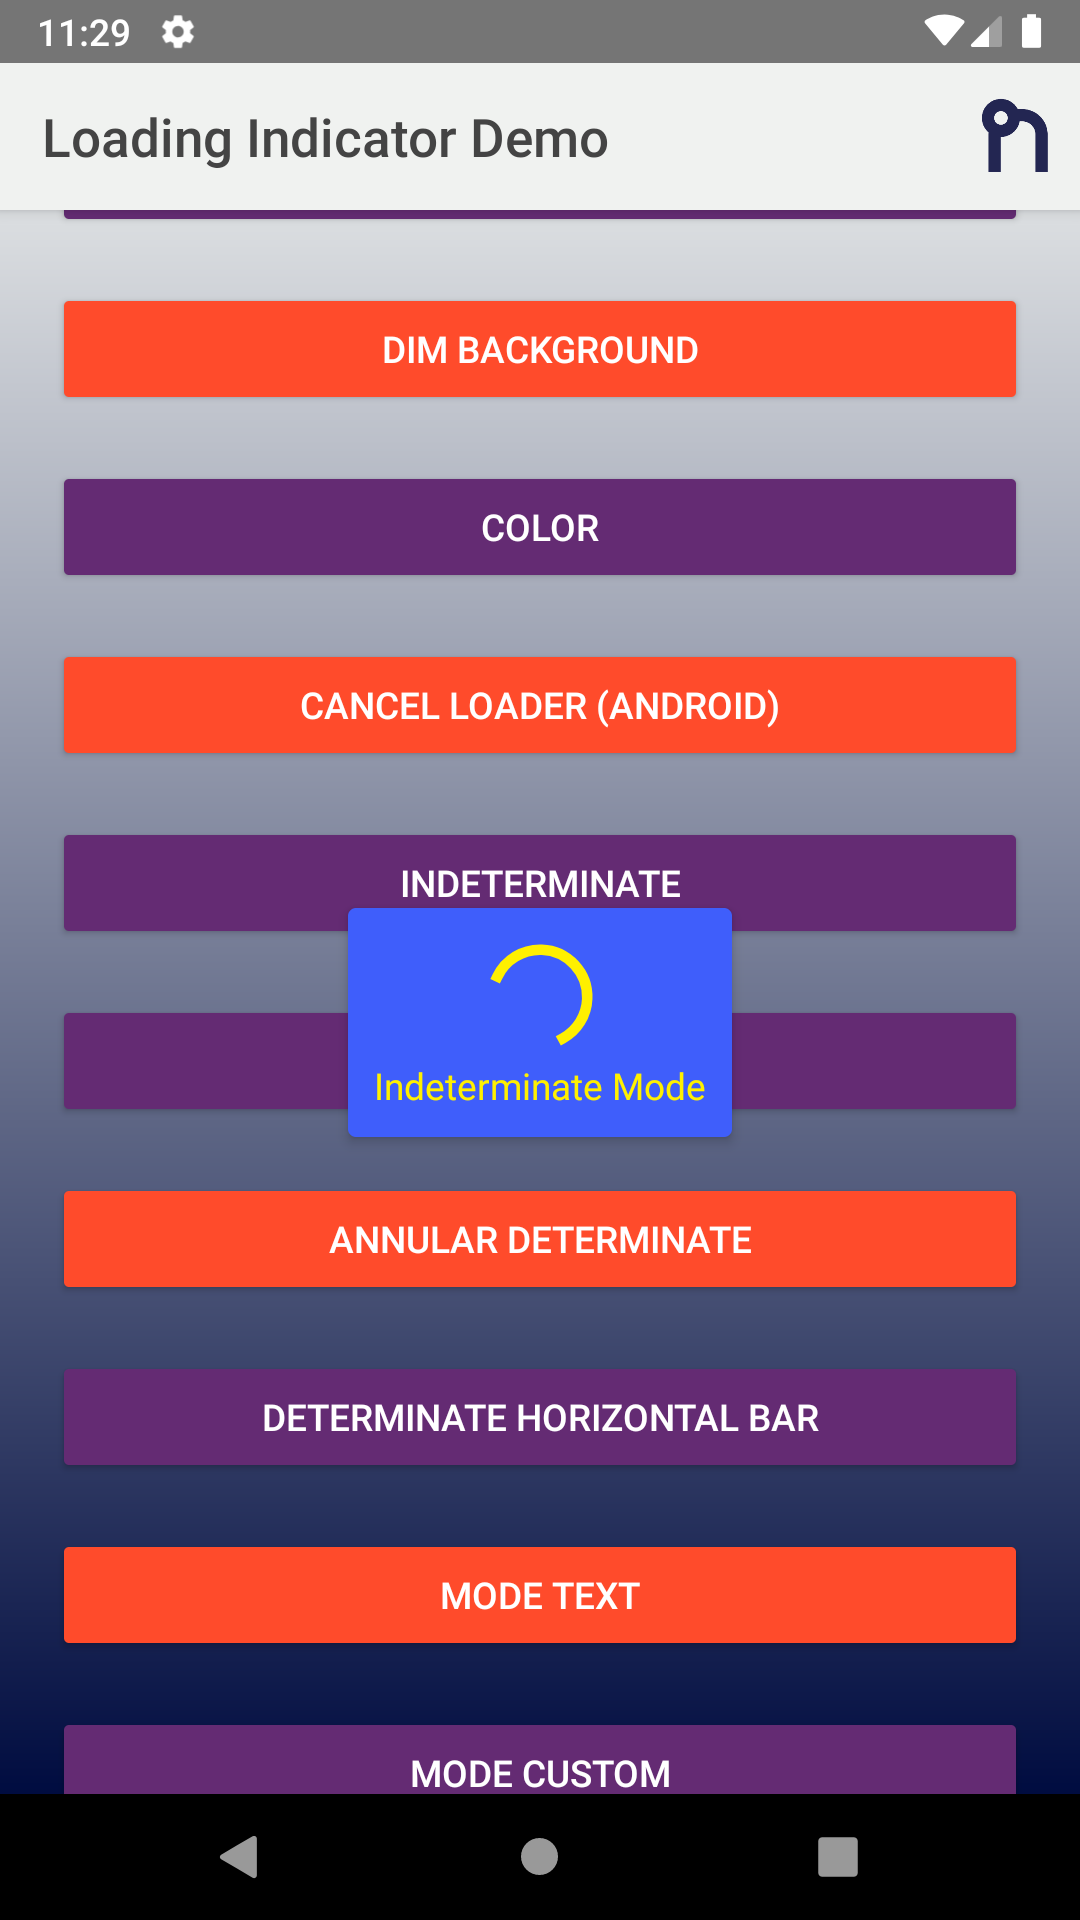 11:29
Loading Indicator Demo
DIM BACKGROUND
COLOR
CANCEL LOADER (ANDROID)
INDETERMINATE
Indeterminate Mode
ANNULAR DETERMINATE
DETERMINATE HORIZONTAL BAR
MODE TEXT
MODE CUSTOM